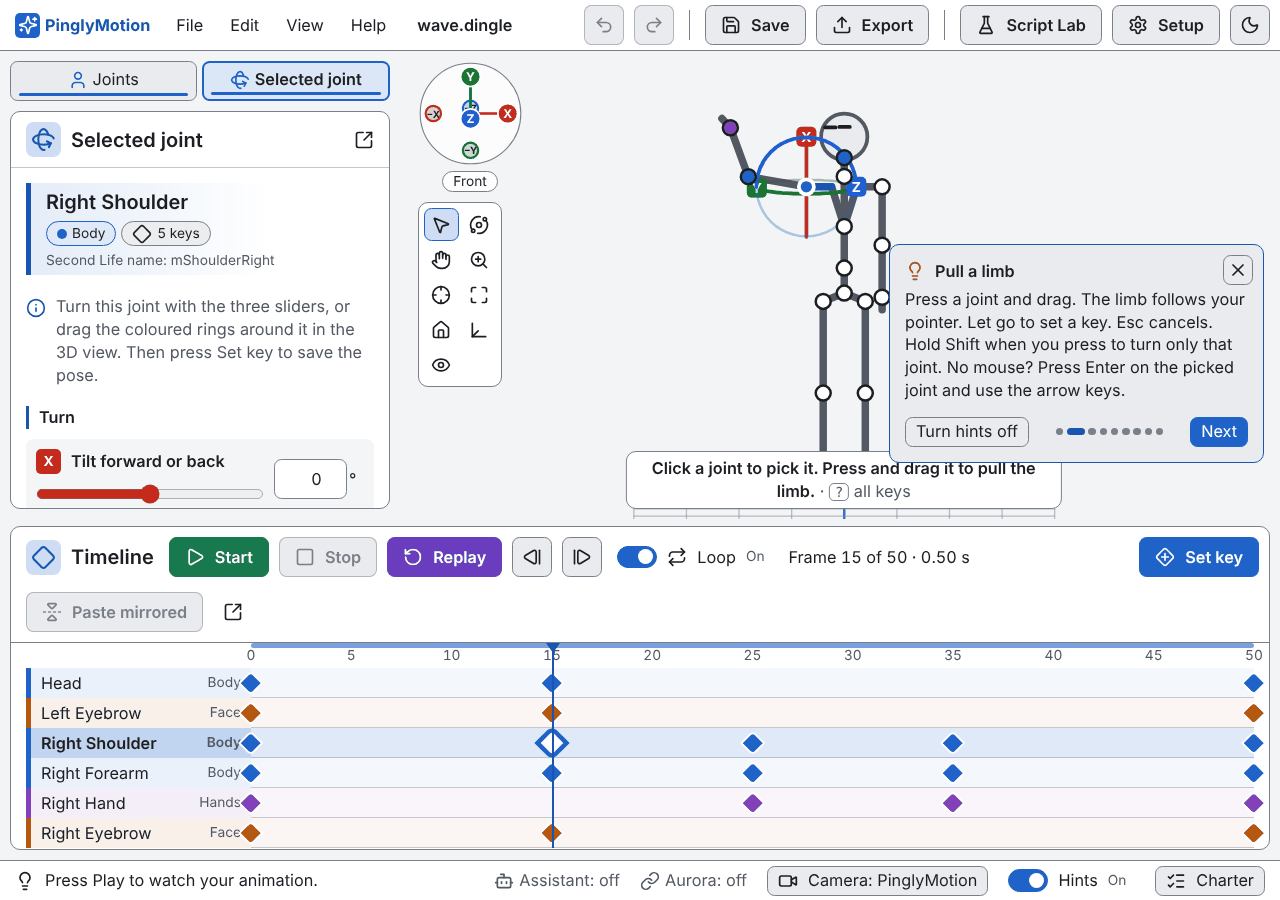 PinglyMotion File Edit View Help wave.dingle Save Export Script Lab Setup
Joints Selected joint
Selected joint
Right Shoulder
Body 5 keys
Second Life name: mShoulderRight
Turn this joint with the three sliders, or
drag the coloured rings around it in the
3D view. Then press Set key to save the
pose.
Turn
X Tilt forward or back 0 °
Y
-X Z X
-Y
Front
X
Y Z
Pull a limb
Press a joint and drag. The limb follows your
pointer. Let go to set a key. Esc cancels.
Hold Shift when you press to turn only that
joint. No mouse? Press Enter on the picked
joint and use the arrow keys.
Turn hints off Next
Click a joint to pick it. Press and drag it to pull the
limb. · ? all keys
Timeline Start Stop Replay Loop On Frame 15 of 50 · 0.50 s Set key
Paste mirrored
0 5 10 15 20 25 30 35 40 45 50
Head Body
Left Eyebrow Face
Right Shoulder Body
Right Forearm Body
Right Hand Hands
Right Eyebrow Face
Press Play to watch your animation. Assistant: off Aurora: off Camera: PinglyMotion Hints On Charter